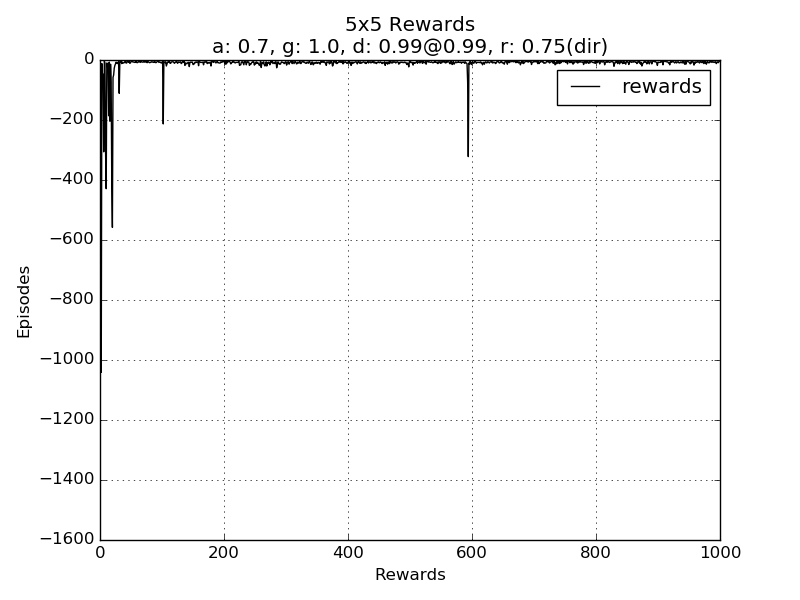 5x5 Rewards
a: 0.7, g: 1.0, d: 0.99@0.99, r: 0.75(dir)
rewards
0
−200
−400
−600
−800
−1000
−1200
−1400
−1600
Episodes
0 200 400 600 800 1000
Rewards